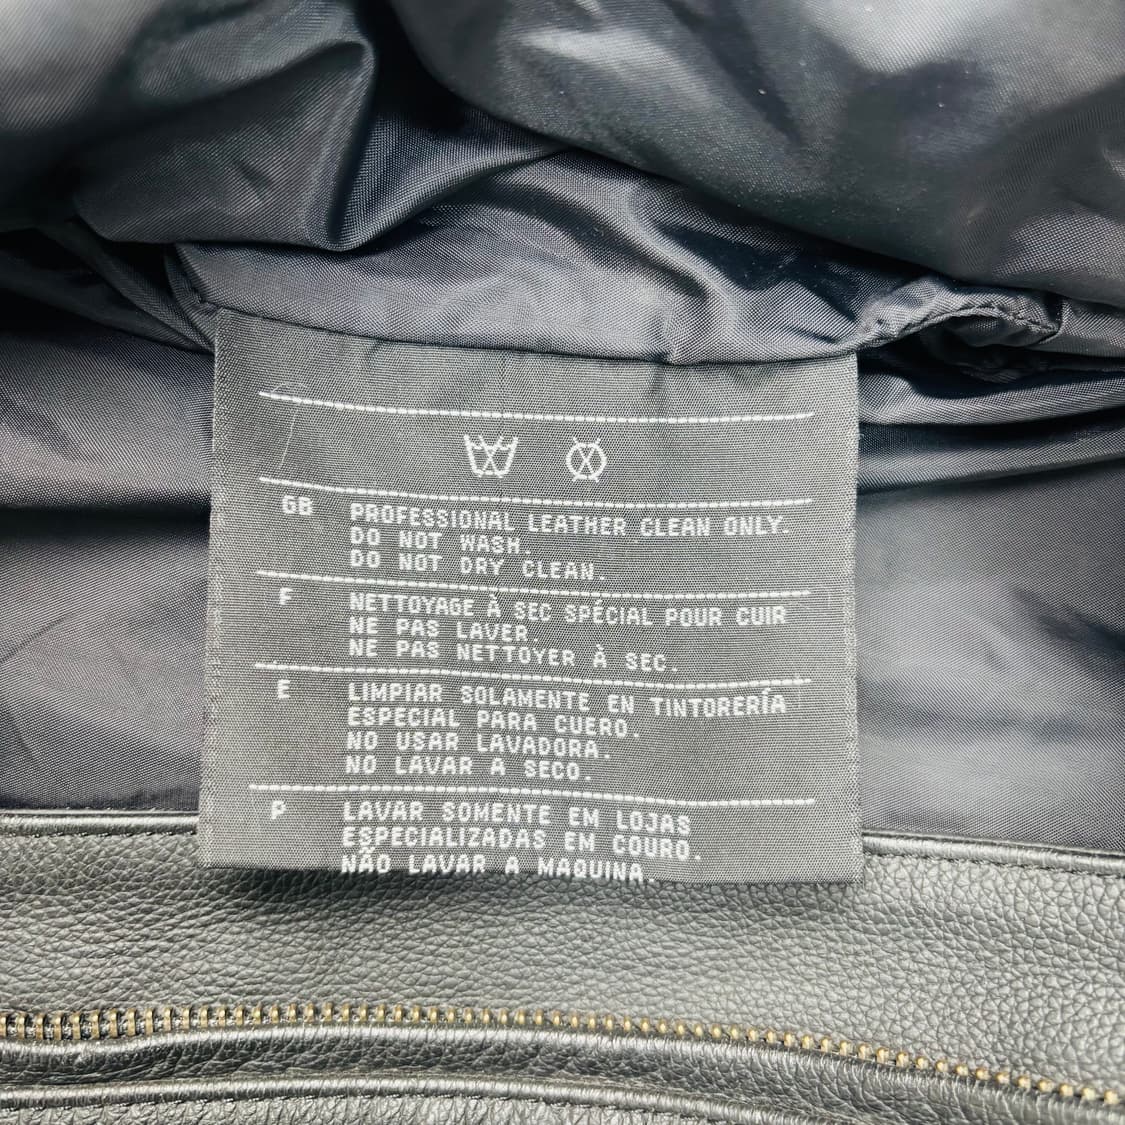 GB PROFESSIONAL LEATHER CLEAN ONLY.
DO NOT WASH.
DO NOT DRY CLEAN.
F NETTOYAGE À SEC SPÉCIAL POUR CUIR
NE PAS LAVER.
NE PAS NETTOYER À SEC.
E LIMPIAR SOLAMENTE EN TINTORERÍA
ESPECIAL PARA CUERO.
NO USAR LAVADORA.
NO LAVAR A SECO.
P LAVAR SOMENTE EM LOJAS
ESPECIALIZADAS EM COURO.
NÃO LAVAR A MAQUINA.